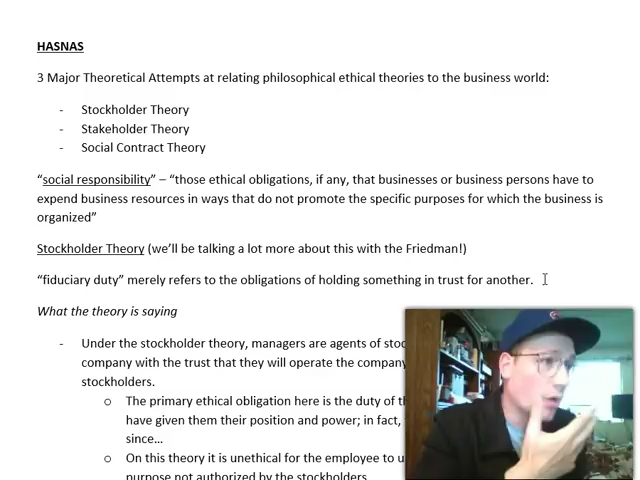 HASNAS
3 Major Theoretical Attempts at relating philosophical ethical theories to the business world:
- Stockholder Theory
- Stakeholder Theory
- Social Contract Theory
“social responsibility” – “those ethical obligations, if any, that businesses or business persons have to
expend business resources in ways that do not promote the specific purposes for which the business is
organized”
Stockholder Theory (we’ll be talking a lot more about this with the Friedman!)
“fiduciary duty” merely refers to the obligations of holding something in trust for another.
What the theory is saying
- Under the stockholder theory, managers are agents of stoc
company with the trust that they will operate the company
stockholders.
o The primary ethical obligation here is the duty of th
have given them their position and power; in fact,
since…
o On this theory it is unethical for the employee to u
purpose not authorized by the stockholders